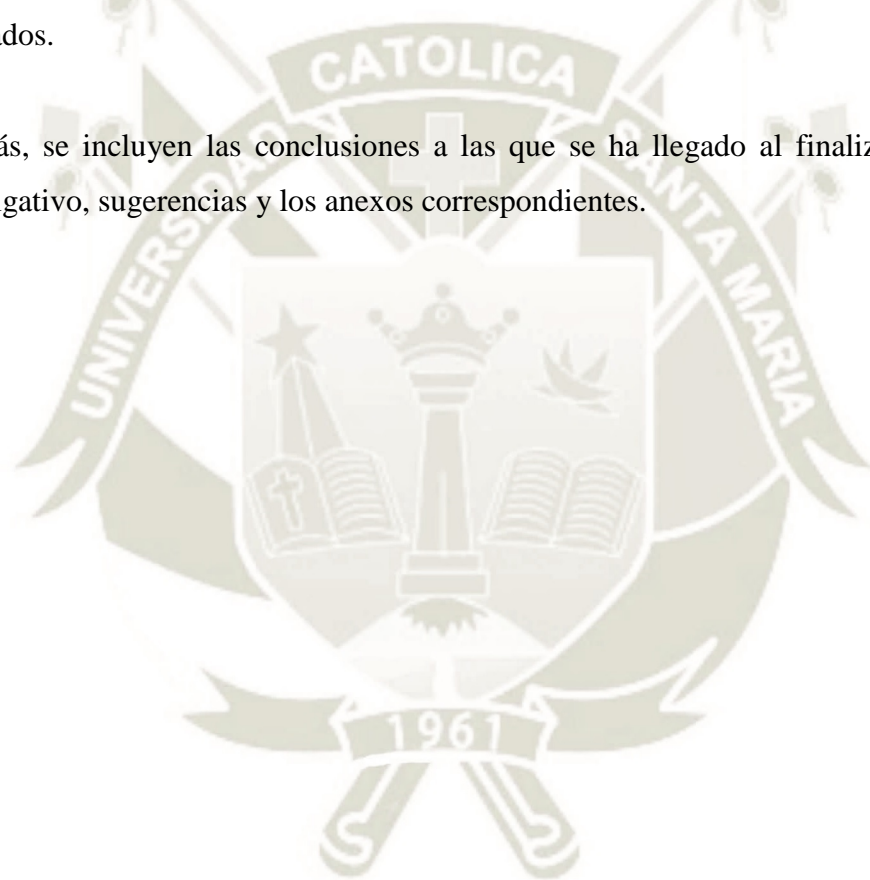 ados.
CATOLICA
ás, se incluyen las conclusiones a las que se ha llegado al finaliz
igativo, sugerencias y los anexos correspondientes.
UNIVERSIDAD
SANTA MARIA
1961